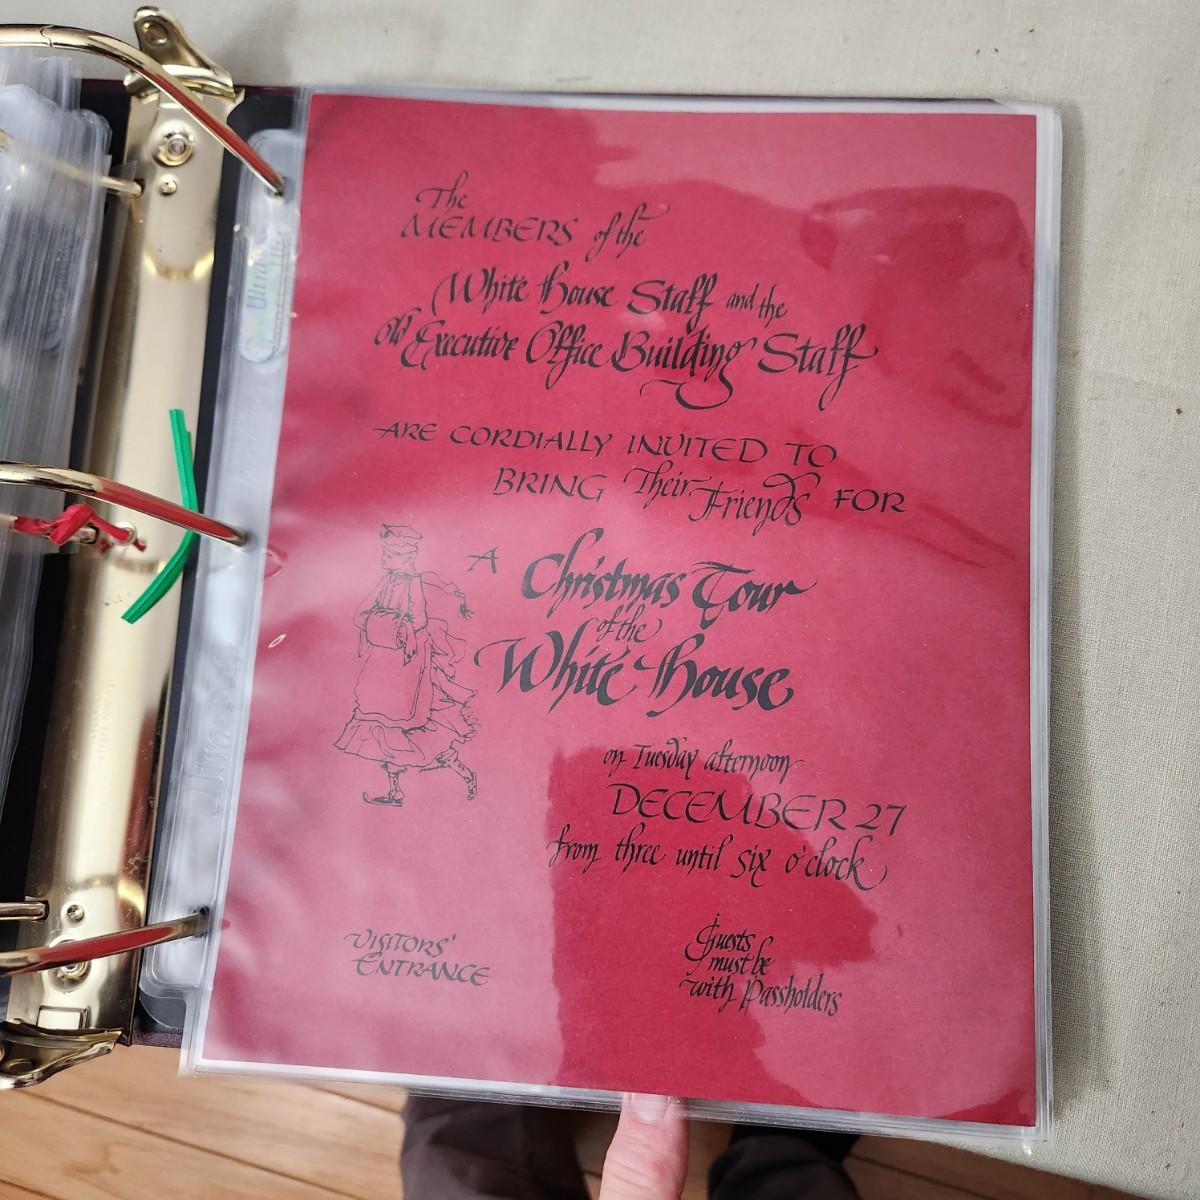 The
MEMBERS of the
White House Staff and the
Old Executive Office Building Staff
ARE CORDIALLY INVITED TO
BRING Their Friends FOR
A Christmas Tour
of the
White House
on Tuesday afternoon
DECEMBER 27
from three until six o'clock
VISITORS'
ENTRANCE
Guests
must be
with Passholders